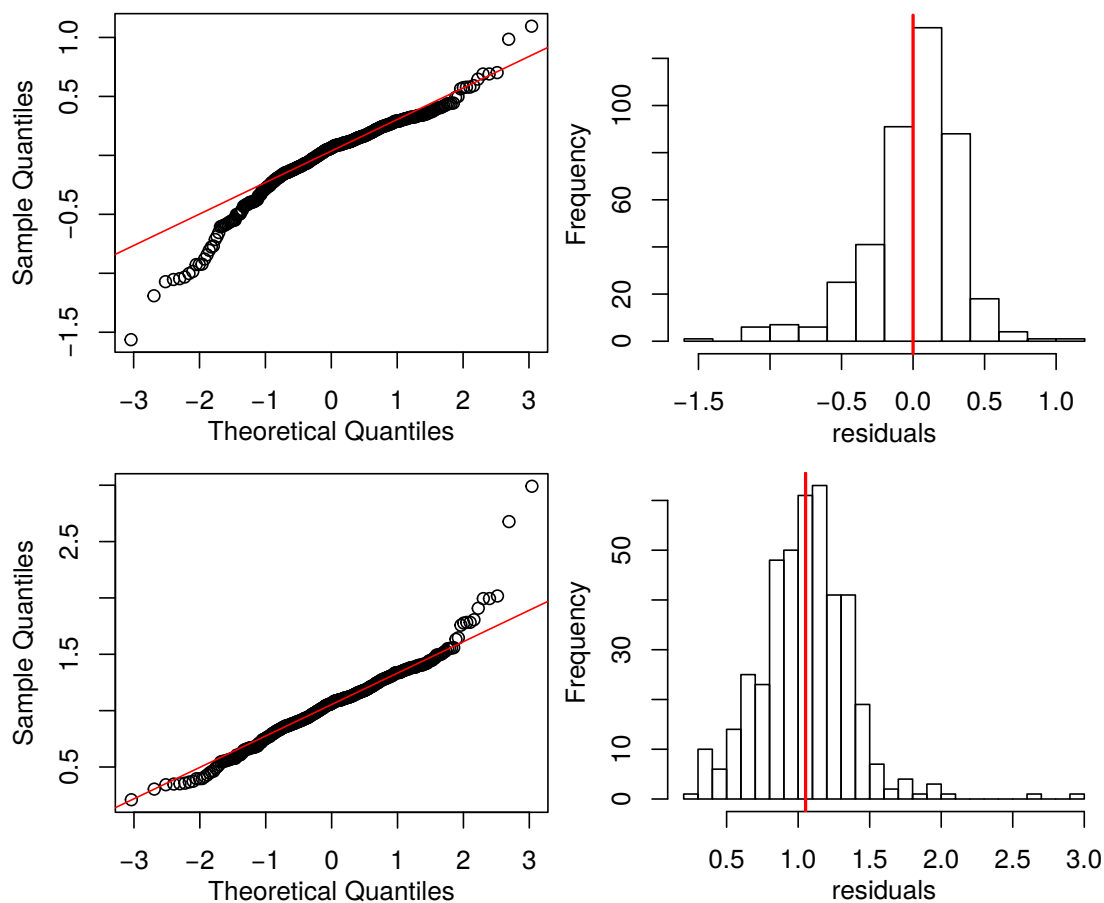 Sample Quantiles
1.0
0.5
−0.5
−1.5
−3 −2 −1 0 1 2 3
Theoretical Quantiles
Frequency
100
60
20
0
−1.5 −0.5 0.0 0.5 1.0
residuals
Sample Quantiles
2.5
1.5
0.5
−3 −2 −1 0 1 2 3
Theoretical Quantiles
Frequency
50
30
10
0
0.5 1.0 1.5 2.0 2.5 3.0
residuals